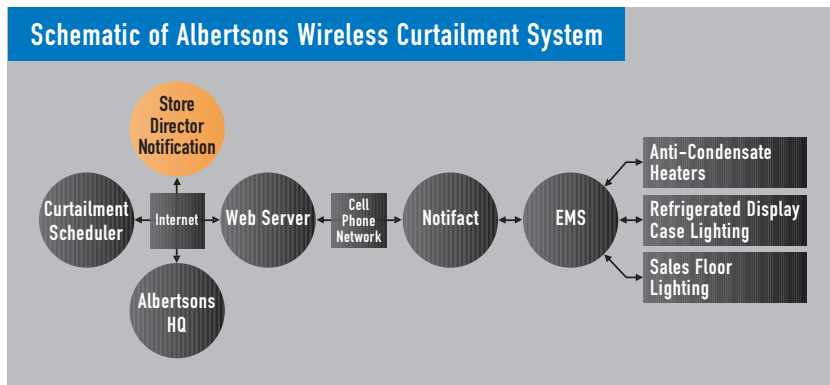 Schematic of Albertsons Wireless Curtailment System
Store
Director
Notification
Curtailment
Scheduler
Internet
Web Server
Cell
Phone
Network
Notifact
EMS
Anti-Condensate
Heaters
Refrigerated Display
Case Lighting
Sales Floor
Lighting
Albertsons
HQ